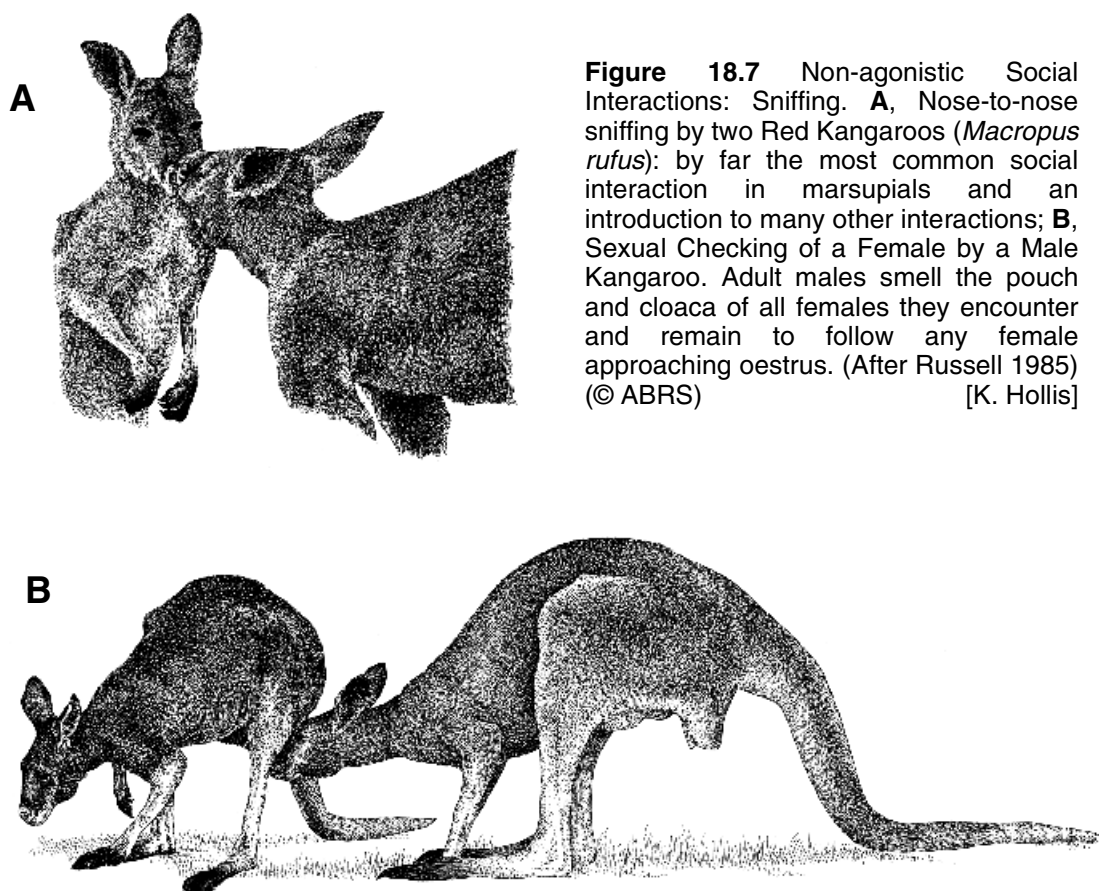 A
Figure 18.7 Non-agonistic Social
Interactions: Sniffing. A, Nose-to-nose
sniffing by two Red Kangaroos (Macropus
rufus): by far the most common social
interaction in marsupials and an
introduction to many other interactions; B,
Sexual Checking of a Female by a Male
Kangaroo. Adult males smell the pouch
and cloaca of all females they encounter
and remain to follow any female
approaching oestrus. (After Russell 1985)
(© ABRS) [K. Hollis]
B